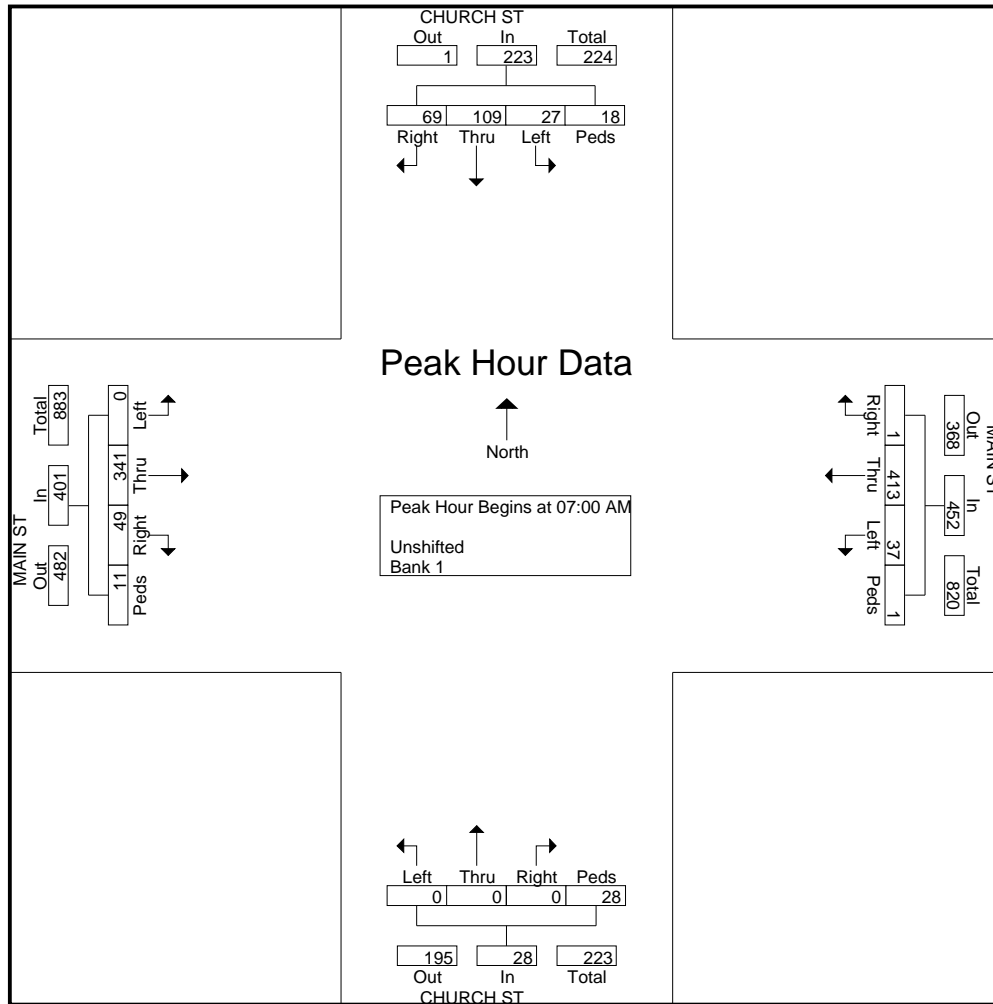 CHURCH ST
Out In Total
1 223 224
69 109 27 18
Right Thru Left Peds
Peak Hour Data
North
Peak Hour Begins at 07:00 AM
Unshifted
Bank 1
MAIN ST
Out In Total
482 401 883
11 49 341 0
Peds Right Thru Left
MAIN ST
Out In Total
368 452 820
1 413 37 1
Right Thru Left Peds
Left Thru Right Peds
0 0 0 28
195 28 223
Out In Total
CHURCH ST